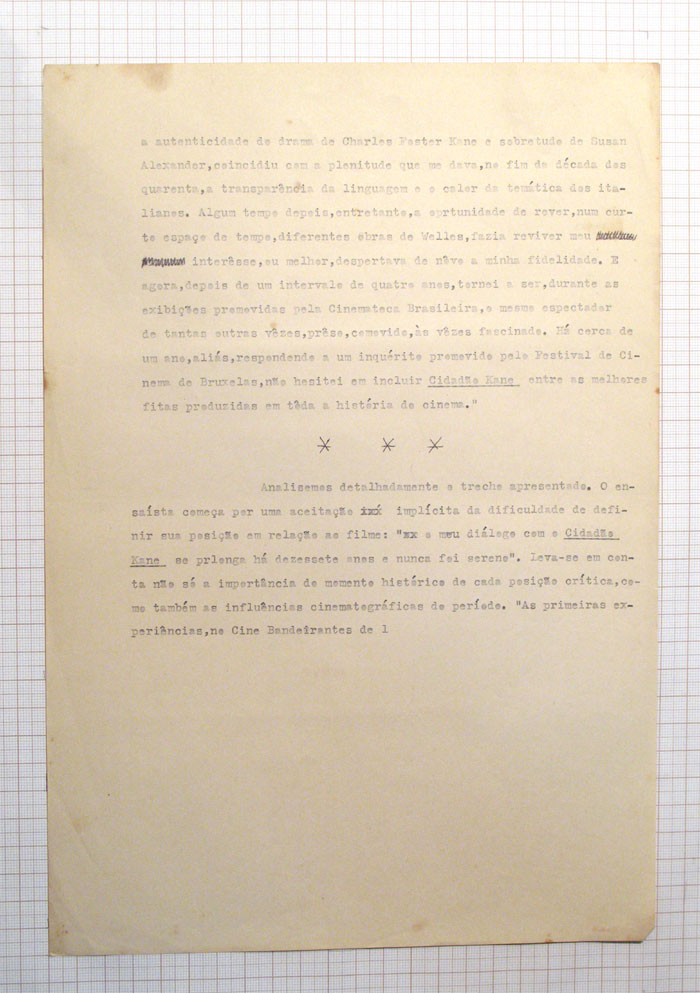 a autenticidade do drama de Charles Foster Kane e sobretudo de Susan
Alexander,coincidiu com a plenitude que me dava,no fim da década dos
quarenta,a transparência da linguagem e o calor da temática dos ita-
lianos. Algum tempo depois,entretanto,a oprtunidade de rever,num cur-
to espaço de tempo,diferentes obras de Welles,fazia reviver meu
interêsse,ou melhor,despertava de nôvo a minha fidelidade. E
agora,depois de um intervalo de quatro anos,tornei a ser,durante as
exibições promovidas pela Cinemateca Brasileira,o mesmo espectador
de tantas outras vêzes,prêso,comovido,às vêzes fascinado. Há cerca de
um ano,aliás,respondendo a um inquérito promovido pelo Festival de Ci-
nema de Bruxelas,não hesitei em incluir Cidadão Kane entre as melhores
fitas produzidas em tôda a história do cinema."
* * *
Analisemos detalhadamente o trecho apresentado. O en-
saísta começa por uma aceitação ixx implícita da dificuldade de defi-
nir sua posição em relação ao filme: "xx o meu diálogo com o Cidadão
Kane se prlonga há dezessete anos e nunca foi sereno". Leva-se em con-
ta não só a importância do momento histórico de cada posição crítica,co-
mo também as influências cinematográficas do período. "As primeiras ex-
periências,no Cine Bandeirantes de l